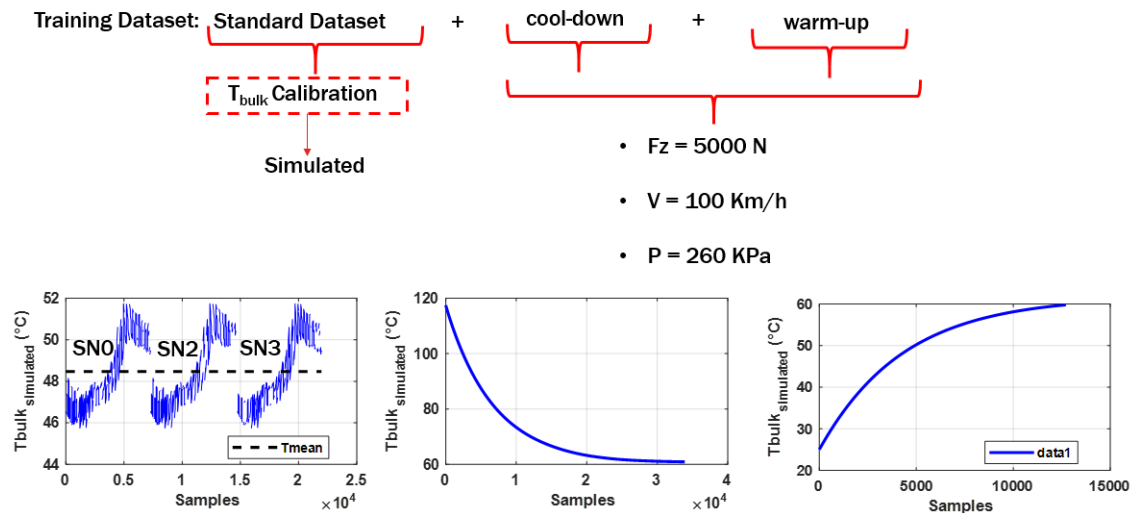 Training Dataset: Standard Dataset + cool-down + warm-up
T_bulk Calibration
Simulated
• Fz = 5000 N
• V = 100 Km/h
• P = 260 KPa
Tbulk simulated (°C)
52
50
48
46
44
SN0 SN2 SN3
Tmean
0 0.5 1 1.5 2 2.5
Samples ×10^4
Tbulk simulated (°C)
120
100
80
60
0 1 2 3 4
Samples ×10^4
Tbulk simulated (°C)
60
50
40
30
20
data1
0 5000 10000 15000
Samples